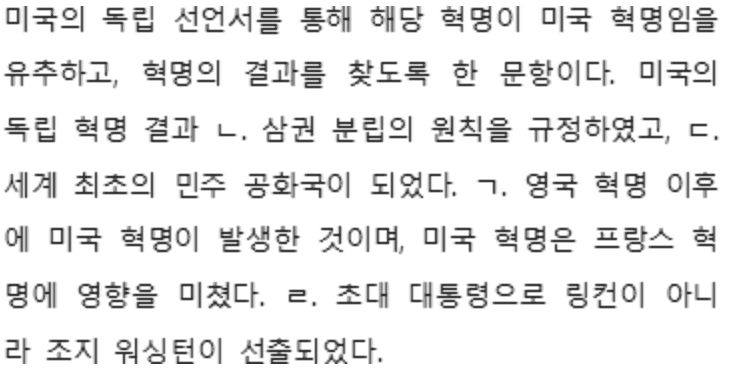 미국의 독립 선언서를 통해 해당 혁명이 미국 혁명임을
유추하고, 혁명의 결과를 찾도록 한 문항이다. 미국의
독립 혁명 결과 ㄴ. 삼권 분립의 원칙을 규정하였고, ㄷ.
세계 최초의 민주 공화국이 되었다. ㄱ. 영국 혁명 이후
에 미국 혁명이 발생한 것이며, 미국 혁명은 프랑스 혁
명에 영향을 미쳤다. ㄹ. 초대 대통령으로 링컨이 아니
라 조지 워싱턴이 선출되었다.